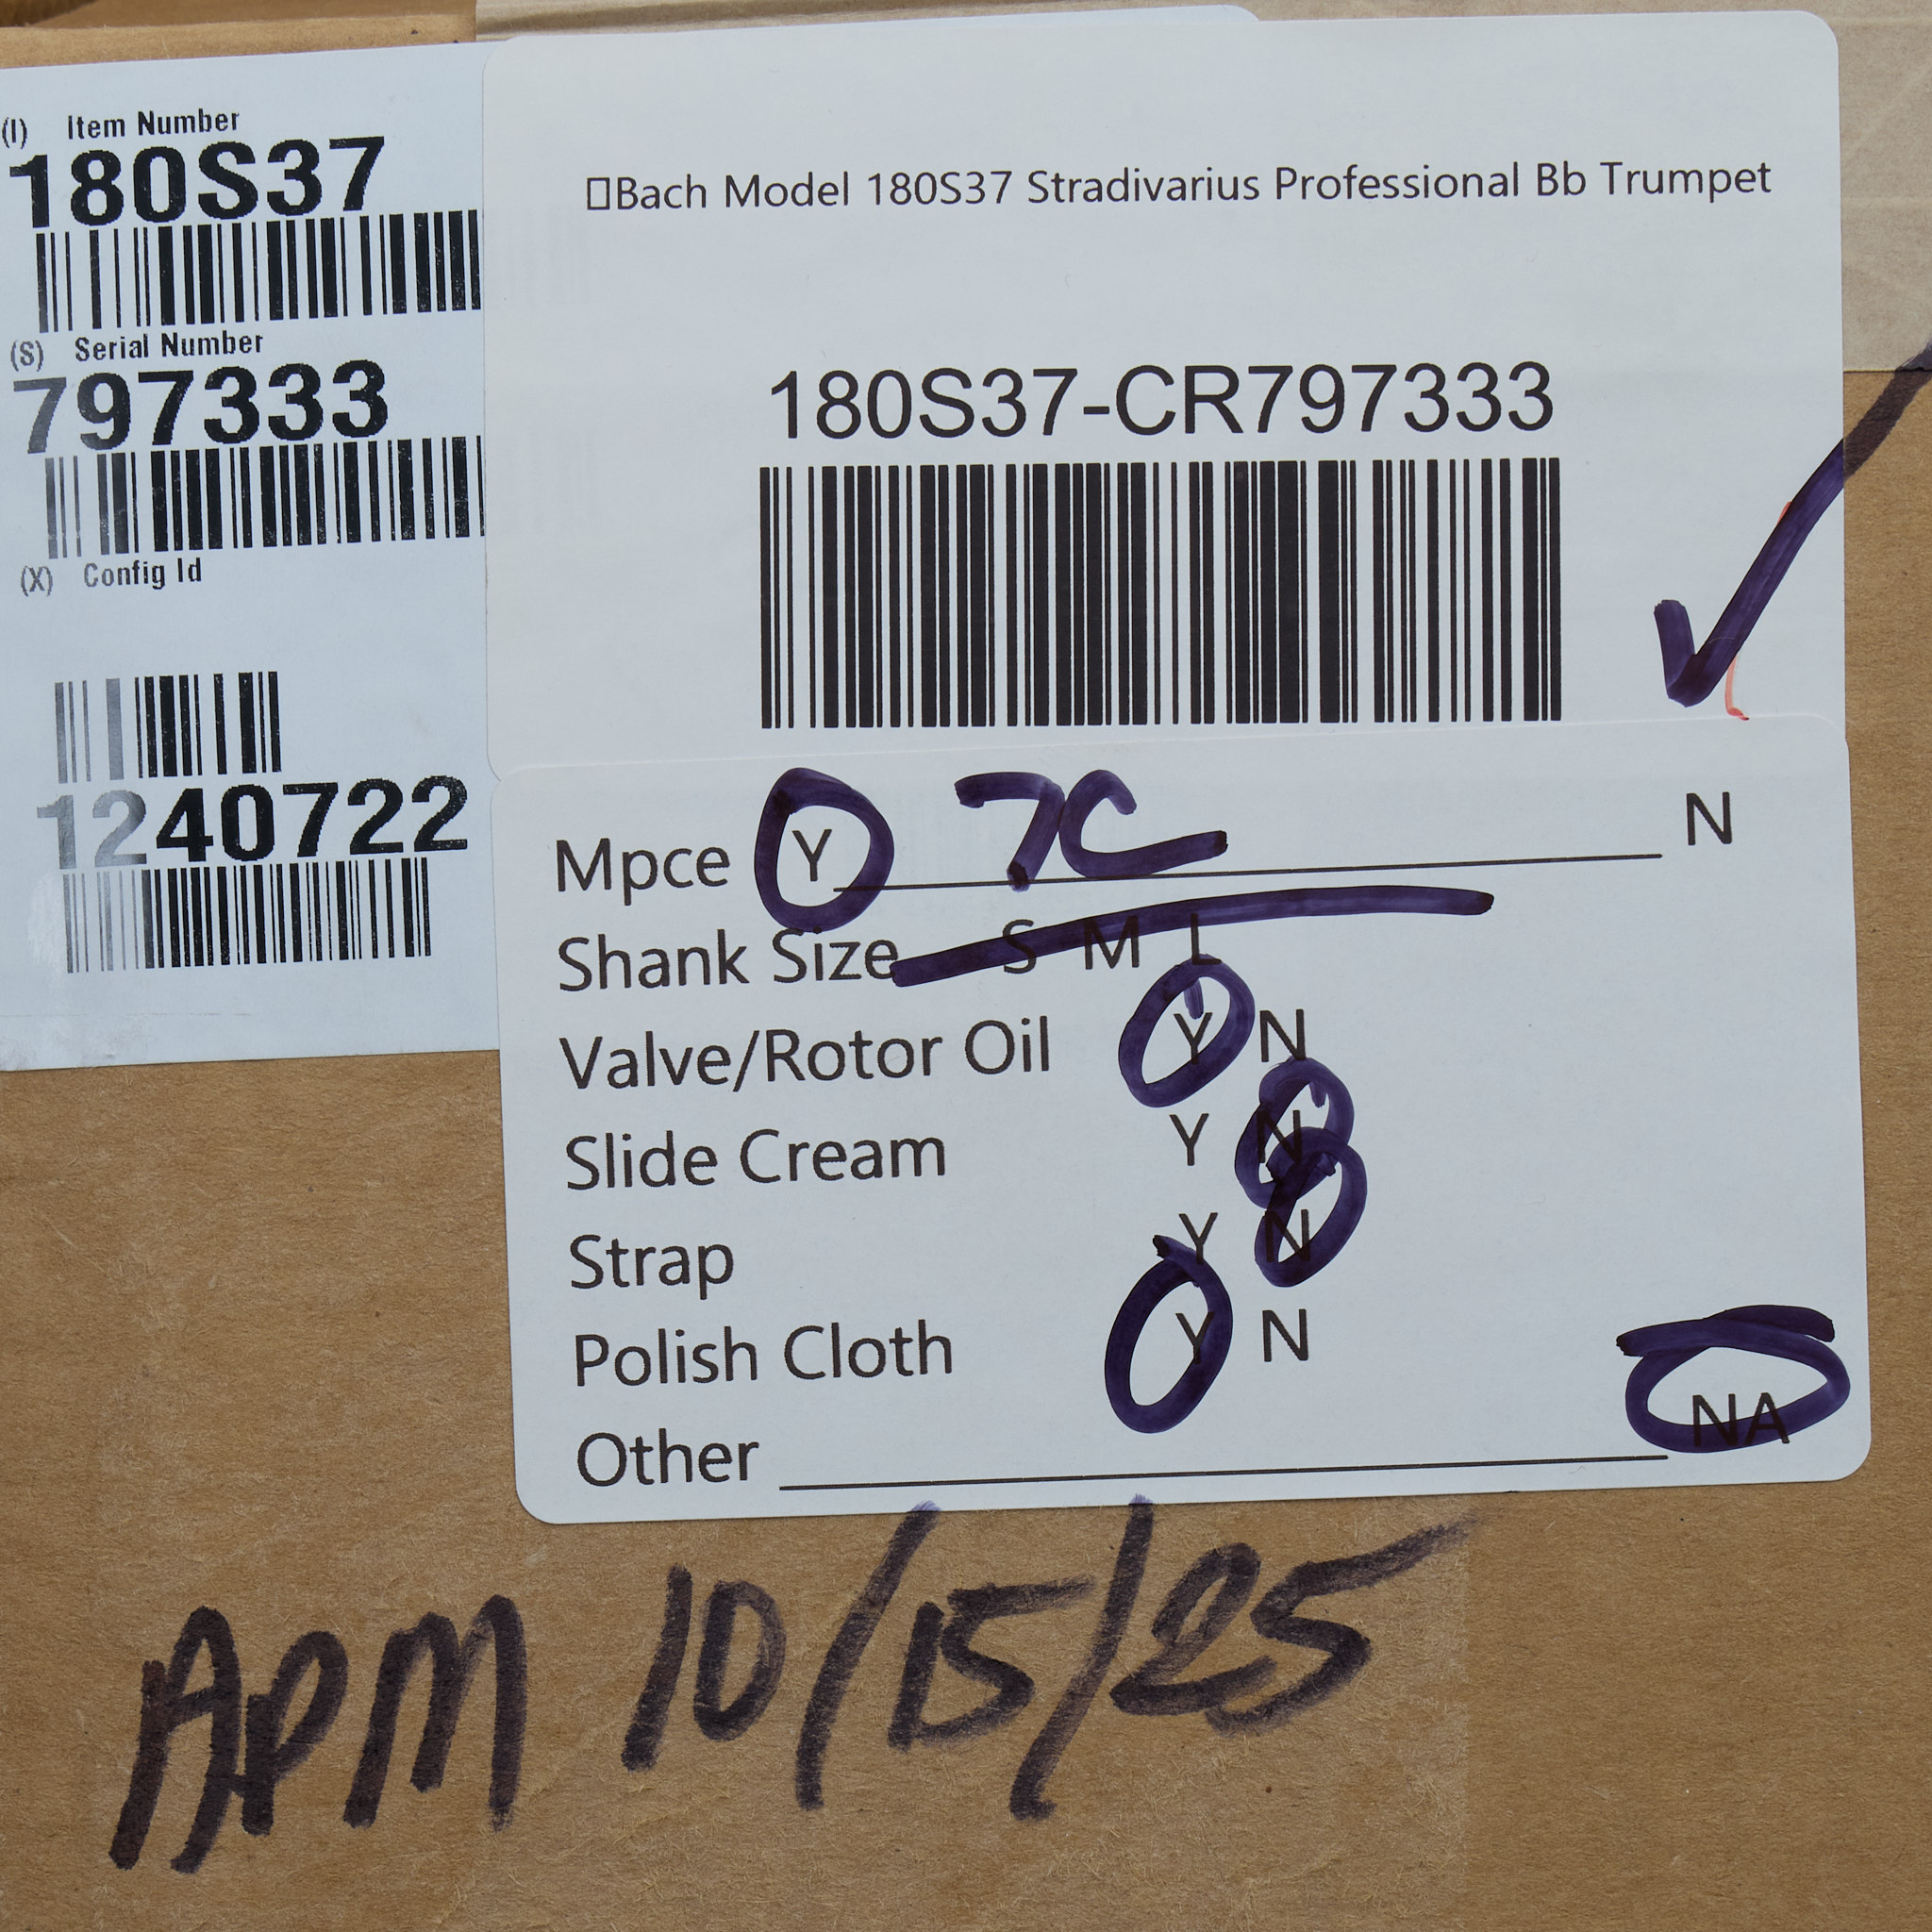 (I) Item Number
180S37
(S) Serial Number
797333
(X) Config Id
1240722
□Bach Model 180S37 Stradivarius Professional Bb Trumpet
180S37-CR797333
Mpce Y 7C N
Shank Size S M L
Valve/Rotor Oil Y N
Slide Cream Y N
Strap Y N
Polish Cloth Y N
Other NA
APM 10/15/25